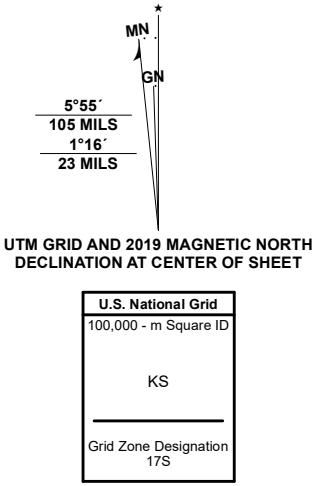 ★
MN
GN
5°55´
105 MILS
1°16´
23 MILS
UTM GRID AND 2019 MAGNETIC NORTH
DECLINATION AT CENTER OF SHEET
U.S. National Grid
100,000 - m Square ID
KS
Grid Zone Designation
17S